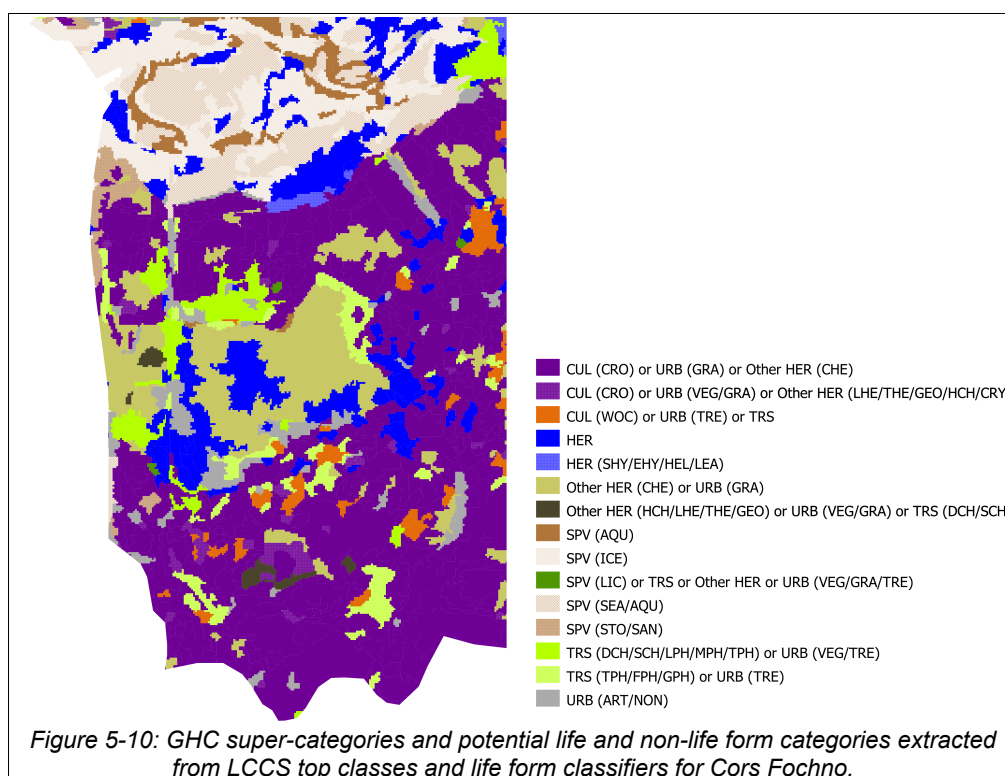 CUL (CRO) or URB (GRA) or Other HER (CHE)
CUL (CRO) or URB (VEG/GRA) or Other HER (LHE/THE/GEO/HCH/CRY
CUL (WOC) or URB (TRE) or TRS
HER
HER (SHY/EHY/HEL/LEA)
Other HER (CHE) or URB (GRA)
Other HER (HCH/LHE/THE/GEO) or URB (VEG/GRA) or TRS (DCH/SCH
SPV (AQU)
SPV (ICE)
SPV (LIC) or TRS or Other HER or URB (VEG/GRA/TRE)
SPV (SEA/AQU)
SPV (STO/SAN)
TRS (DCH/SCH/LPH/MPH/TPH) or URB (VEG/TRE)
TRS (TPH/FPH/GPH) or URB (TRE)
URB (ART/NON)
Figure 5-10: GHC super-categories and potential life and non-life form categories extracted
from LCCS top classes and life form classifiers for Cors Fochno.